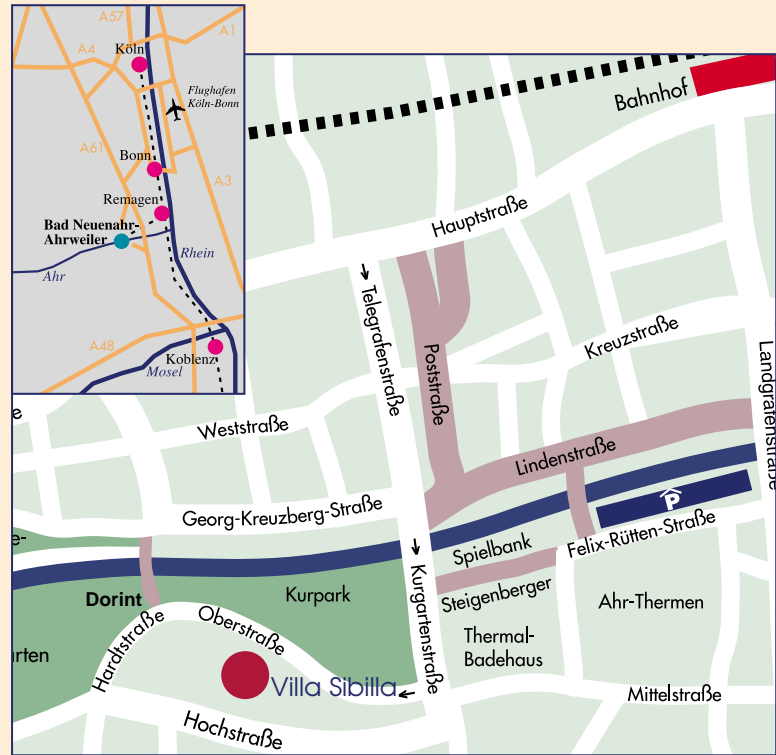 A57
A1
A4
Köln
Flughafen
Köln-Bonn
A61
Bonn
A3
Remagen
Bad Neuenahr-
Ahrweiler
Rhein
Ahr
A48
Koblenz
Mosel
Bahnhof
Hauptstraße
Telegrafenstraße
Poststraße
Kreuzstraße
Landgrafenstraße
Weststraße
Lindenstraße
Georg-Kreuzberg-Straße
P
e-
Spielbank
Felix-Rütten-Straße
Dorint
Kurpark
Kurgartenstraße
Steigenberger
Ahr-Thermen
Oberstraße
Hardtstraße
Thermal-
Badehaus
rten
Villa Sibilla
Mittelstraße
Hochstraße